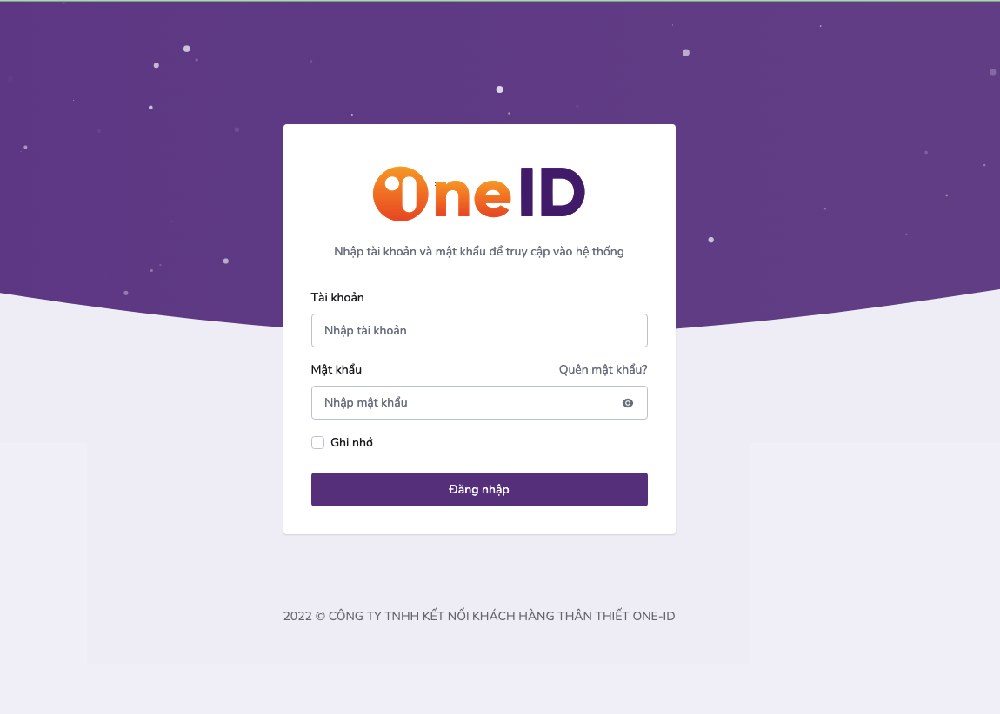 One ID
Nhập tài khoản và mật khẩu để truy cập vào hệ thống
Tài khoản
Nhập tài khoản
Mật khẩu Quên mật khẩu?
Nhập mật khẩu
Ghi nhớ
Đăng nhập
2022 © CÔNG TY TNHH KẾT NỐI KHÁCH HÀNG THÂN THIẾT ONE-ID